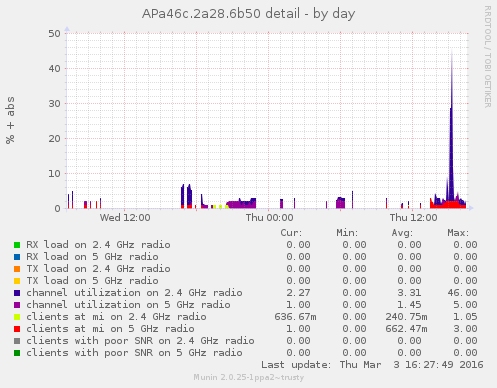 APa46c.2a28.6b50 detail - by day
RRDTOOL / TOBI OETIKER
% + abs
50
40
30
20
10
0
Wed 12:00 Thu 00:00 Thu 12:00
Cur: Min: Avg: Max:
RX load on 2.4 GHz radio 0.00 0.00 0.00 0.00
RX load on 5 GHz radio 0.00 0.00 0.00 0.00
TX load on 2.4 GHz radio 0.00 0.00 0.00 0.00
TX load on 5 GHz radio 0.00 0.00 0.00 0.00
channel utilization on 2.4 GHz radio 2.27 0.00 3.31 46.00
channel utilization on 5 GHz radio 1.00 0.00 1.45 5.00
clients at mi on 2.4 GHz radio 636.67m 0.00 240.75m 1.05
clients at mi on 5 GHz radio 1.00 0.00 662.47m 3.00
clients with poor SNR on 2.4 GHz radio 0.00 0.00 0.00 0.00
clients with poor SNR on 5 GHz radio 0.00 0.00 0.00 0.00
Last update: Thu Mar 3 16:27:49 2016
Munin 2.0.25-1ppa2~trusty